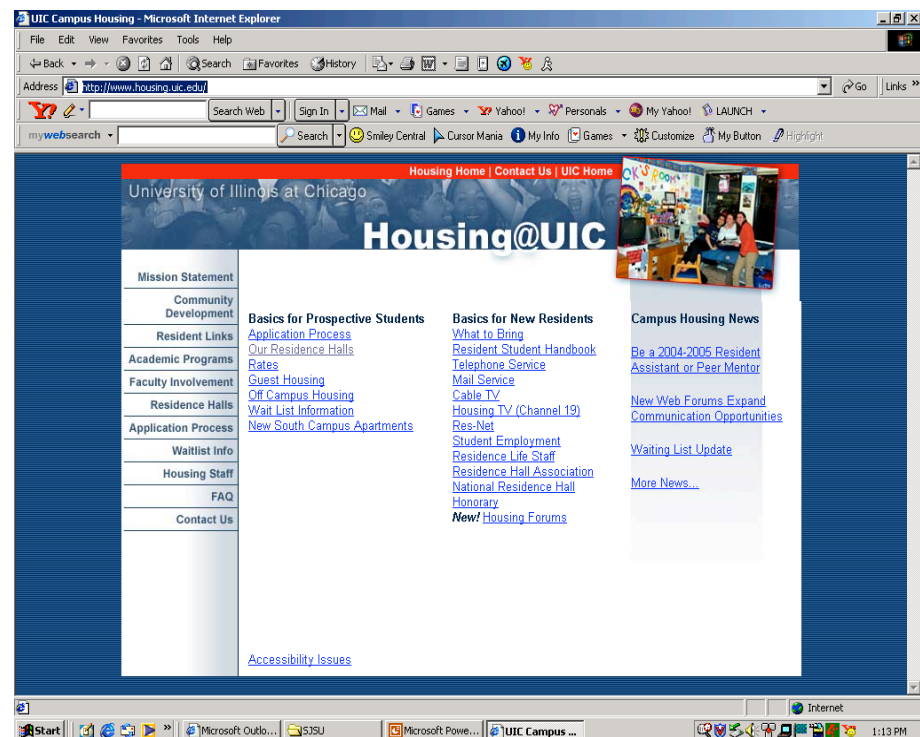 UIC Campus Housing - Microsoft Internet Explorer
File Edit View Favorites Tools Help
Back Search Favorites History
Address http://www.housing.uic.edu/ Go Links »
Y! Search Web Sign In Mail Games Yahoo! Personals My Yahoo! LAUNCH
mywebsearch Search Smiley Central Cursor Mania My Info Games Customize My Button Highlight
Housing Home | Contact Us | UIC Home
University of Illinois at Chicago
Housing@UIC
Mission Statement
Community
Development
Resident Links
Academic Programs
Faculty Involvement
Residence Halls
Application Process
Waitlist Info
Housing Staff
FAQ
Contact Us
Basics for Prospective Students
Application Process
Our Residence Halls
Rates
Guest Housing
Off Campus Housing
Wait List Information
New South Campus Apartments
Basics for New Residents
What to Bring
Resident Student Handbook
Telephone Service
Mail Service
Cable TV
Housing TV (Channel 19)
Res-Net
Student Employment
Residence Life Staff
Residence Hall Association
National Residence Hall
Honorary
New! Housing Forums
Campus Housing News
Be a 2004-2005 Resident
Assistant or Peer Mentor
New Web Forums Expand
Communication Opportunities
Waiting List Update
More News...
Accessibility Issues
Internet
Start » Microsoft Outlo... SJSU Microsoft Powe... UIC Campus ... 1:13 PM